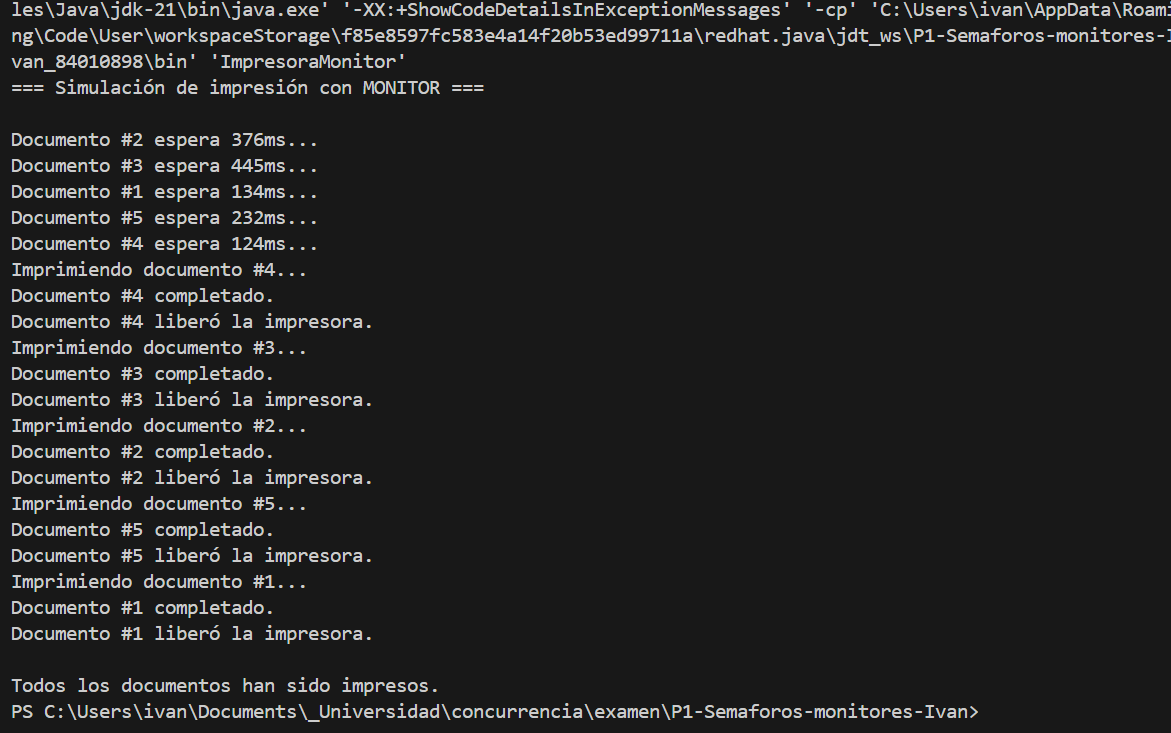 les\Java\jdk-21\bin\java.exe' '-XX:+ShowCodeDetailsInExceptionMessages' '-cp' 'C:\Users\ivan\AppData\Roami
ng\Code\User\workspaceStorage\f85e8597fc583e4a14f20b53ed99711a\redhat.java\jdt_ws\P1-Semaforos-monitores-I
van_84010898\bin' 'ImpresoraMonitor'
=== Simulación de impresión con MONITOR ===

Documento #2 espera 376ms...
Documento #3 espera 445ms...
Documento #1 espera 134ms...
Documento #5 espera 232ms...
Documento #4 espera 124ms...
Imprimiendo documento #4...
Documento #4 completado.
Documento #4 liberó la impresora.
Imprimiendo documento #3...
Documento #3 completado.
Documento #3 liberó la impresora.
Imprimiendo documento #2...
Documento #2 completado.
Documento #2 liberó la impresora.
Imprimiendo documento #5...
Documento #5 completado.
Documento #5 liberó la impresora.
Imprimiendo documento #1...
Documento #1 completado.
Documento #1 liberó la impresora.

Todos los documentos han sido impresos.
PS C:\Users\ivan\Documents\_Universidad\concurrencia\examen\P1-Semaforos-monitores-Ivan>